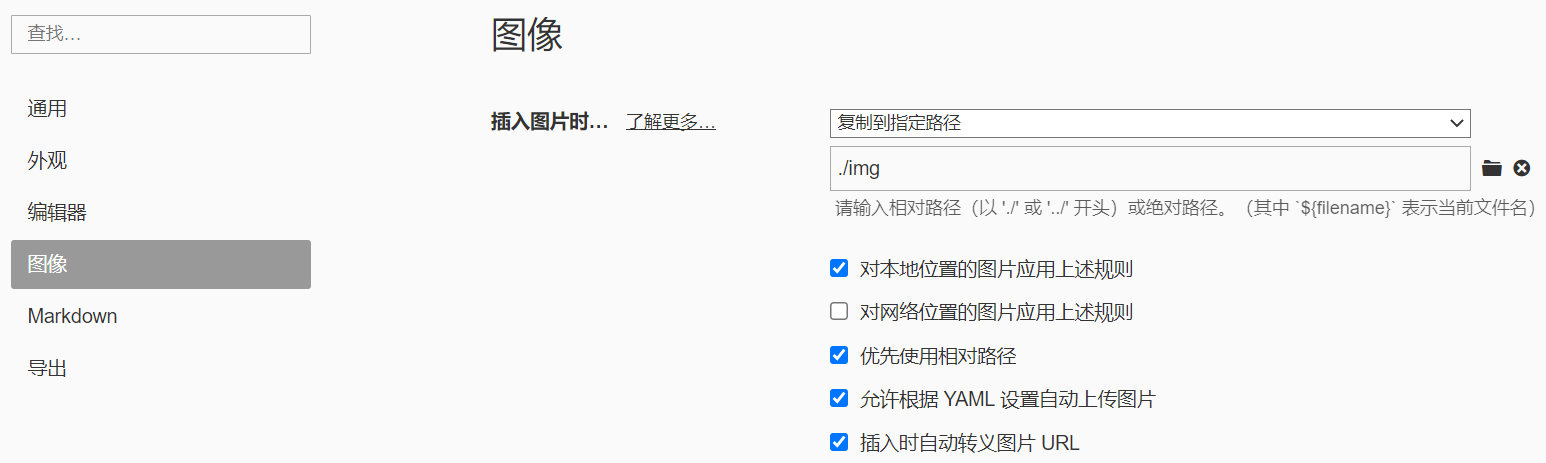 查找…
通用
外观
编辑器
图像
Markdown
导出
图像
插入图片时… 了解更多…
复制到指定路径
./img
请输入相对路径（以 './' 或 '../' 开头）或绝对路径。（其中 `${filename}` 表示当前文件名）
对本地位置的图片应用上述规则
对网络位置的图片应用上述规则
优先使用相对路径
允许根据 YAML 设置自动上传图片
插入时自动转义图片 URL